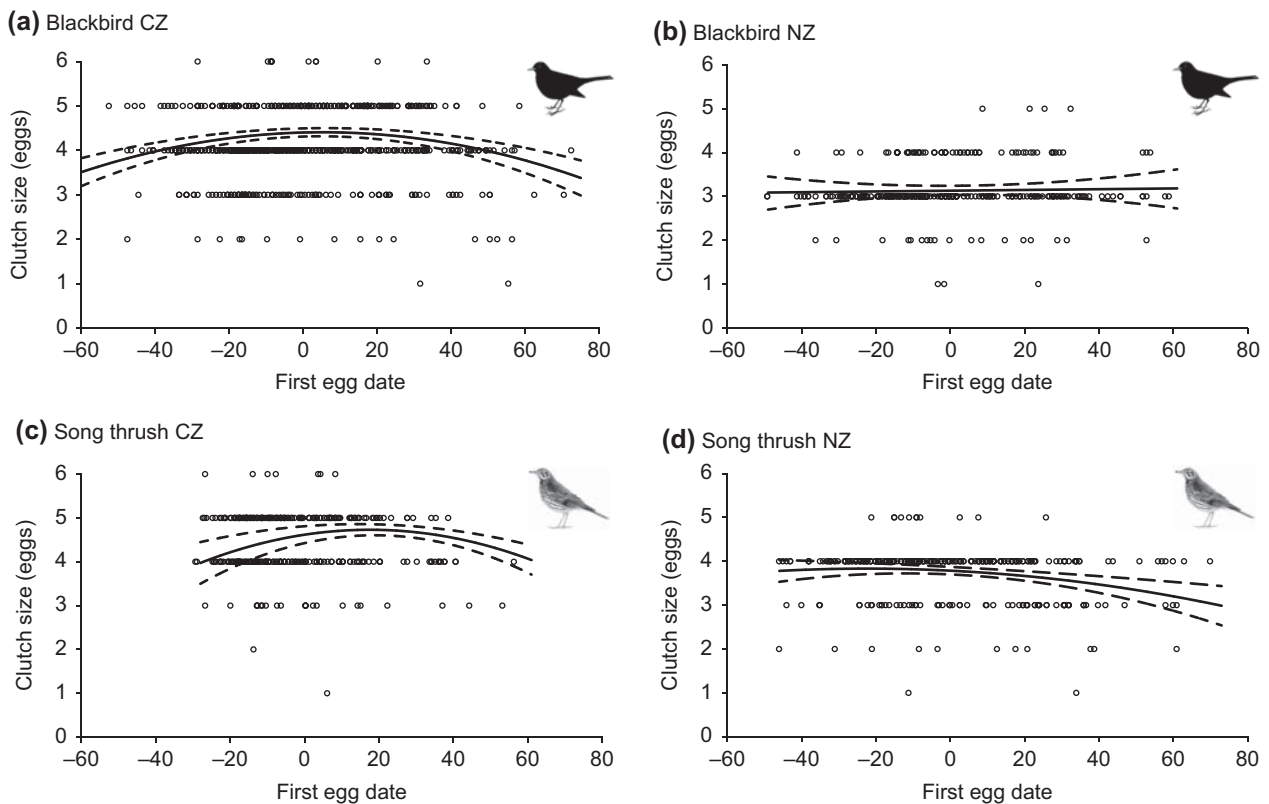 (a) Blackbird CZ
6
5
4
3
2
1
0
Clutch size (eggs)
–60 –40 –20 0 20 40 60 80
First egg date
(b) Blackbird NZ
6
5
4
3
2
1
0
Clutch size (eggs)
–60 –40 –20 0 20 40 60 80
First egg date
(c) Song thrush CZ
6
5
4
3
2
1
0
Clutch size (eggs)
–60 –40 –20 0 20 40 60 80
First egg date
(d) Song thrush NZ
6
5
4
3
2
1
0
Clutch size (eggs)
–60 –40 –20 0 20 40 60 80
First egg date